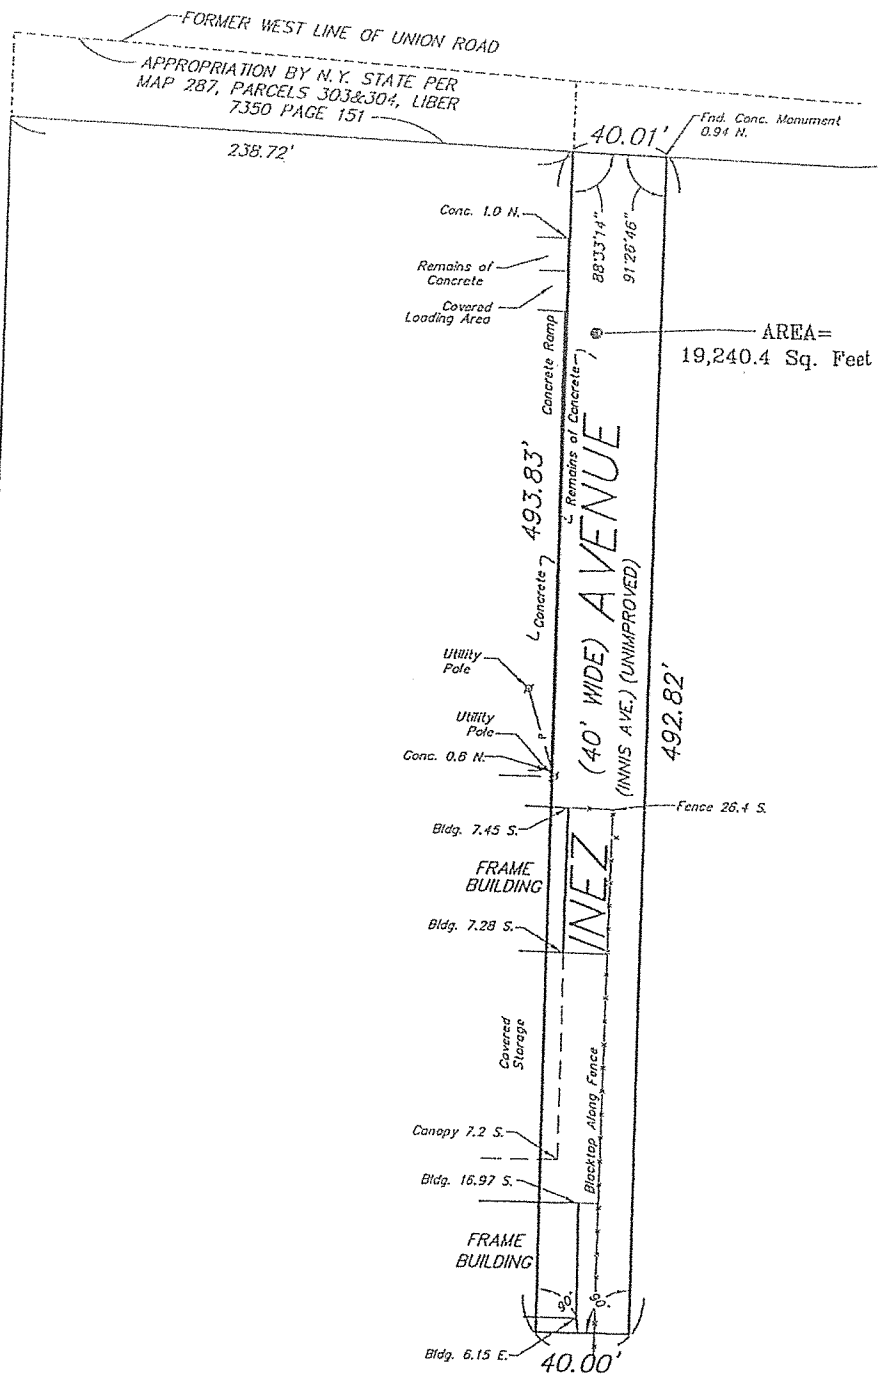 FORMER WEST LINE OF UNION ROAD
APPROPRIATION BY N.Y. STATE PER
MAP 287, PARCELS 303&304, LIBER
7350 PAGE 151
238.72'
40.01'
Fnd. Conc. Monument
0.94 N.
88°33'14"
91°26'46"
Conc. 1.0 N.
Remains of
Concrete
Covered
Loading Area
Concrete Ramp
Remains of Concrete
AREA=
19,240.4 Sq. Feet
493.83'
Concrete
INEZ (40' WIDE) AVENUE
(INNIS AVE.) (UNIMPROVED)
492.82'
Utility
Pole
P
Utility
Pole
Conc. 0.6 N.
Fence 26.4 S.
Bldg. 7.45 S.
FRAME
BUILDING
Bldg. 7.28 S.
Covered
Storage
Blacktop Along Fence
Canopy 7.2 S.
Bldg. 16.97 S.
FRAME
BUILDING
90°
90°
Bldg. 6.15 E.
40.00'